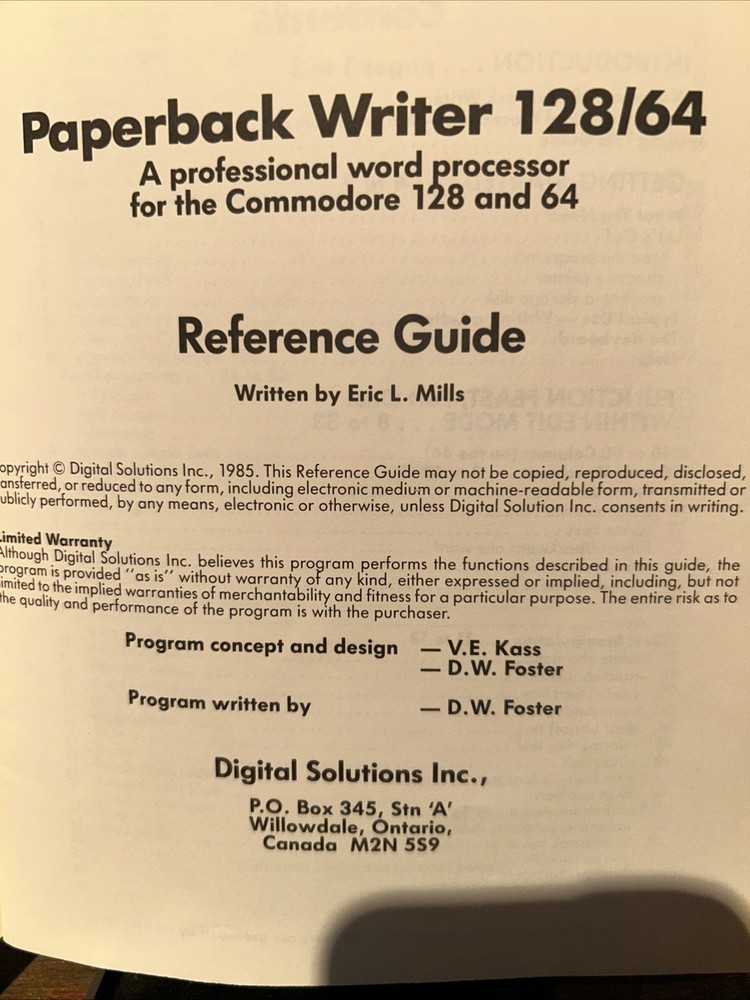 Paperback Writer 128/64
A professional word processor
for the Commodore 128 and 64
Reference Guide
Written by Eric L. Mills
opyright © Digital Solutions Inc., 1985. This Reference Guide may not be copied, reproduced, disclosed,
ansferred, or reduced to any form, including electronic medium or machine-readable form, transmitted or
ublicly performed, by any means, electronic or otherwise, unless Digital Solution Inc. consents in writing.
Limited Warranty
Although Digital Solutions Inc. believes this program performs the functions described in this guide, the
program is provided "as is" without warranty of any kind, either expressed or implied, including, but not
limited to the implied warranties of merchantability and fitness for a particular purpose. The entire risk as to
the quality and performance of the program is with the purchaser.
Program concept and design — V.E. Kass
— D.W. Foster
Program written by — D.W. Foster
Digital Solutions Inc.,
P.O. Box 345, Stn 'A'
Willowdale, Ontario,
Canada M2N 5S9